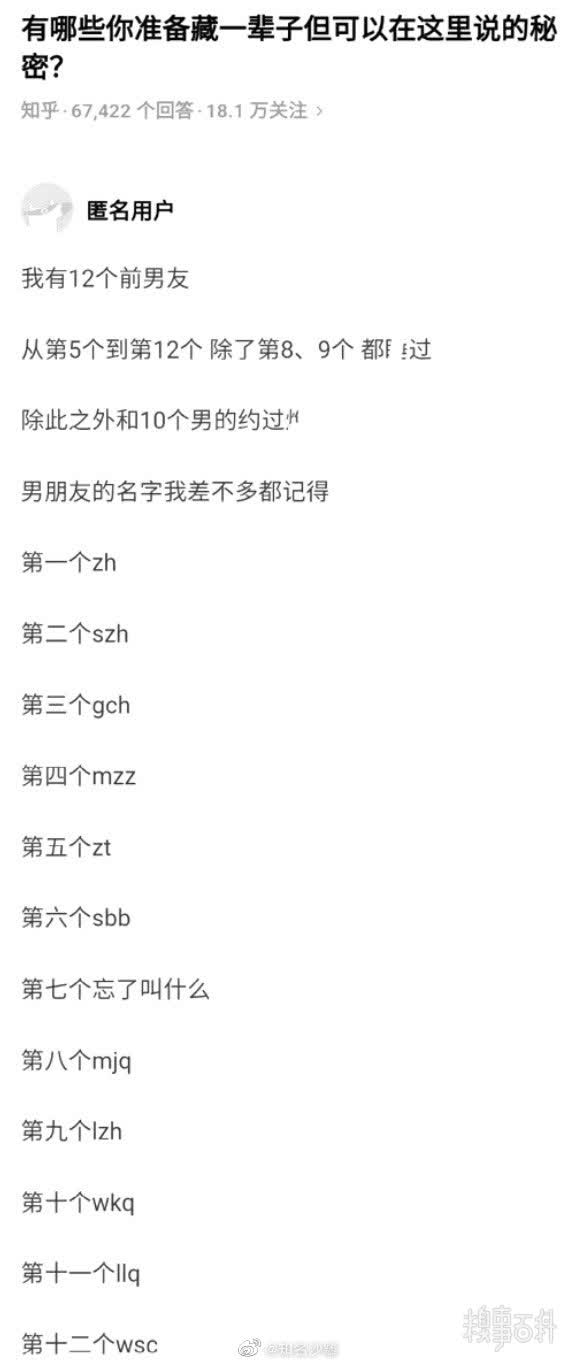 有哪些你准备藏一辈子但可以在这里说的秘
密？
知乎·67,422 个回答·18.1 万关注 >
匿名用户
我有12个前男友
从第5个到第12个 除了第8、9个 都 过
除此之外和10个男的约过
男朋友的名字我差不多都记得
第一个zh
第二个szh
第三个gch
第四个mzz
第五个zt
第六个sbb
第七个忘了叫什么
第八个mjq
第九个lzh
第十个wkq
第十一个llq
第十二个wsc
糗事百科